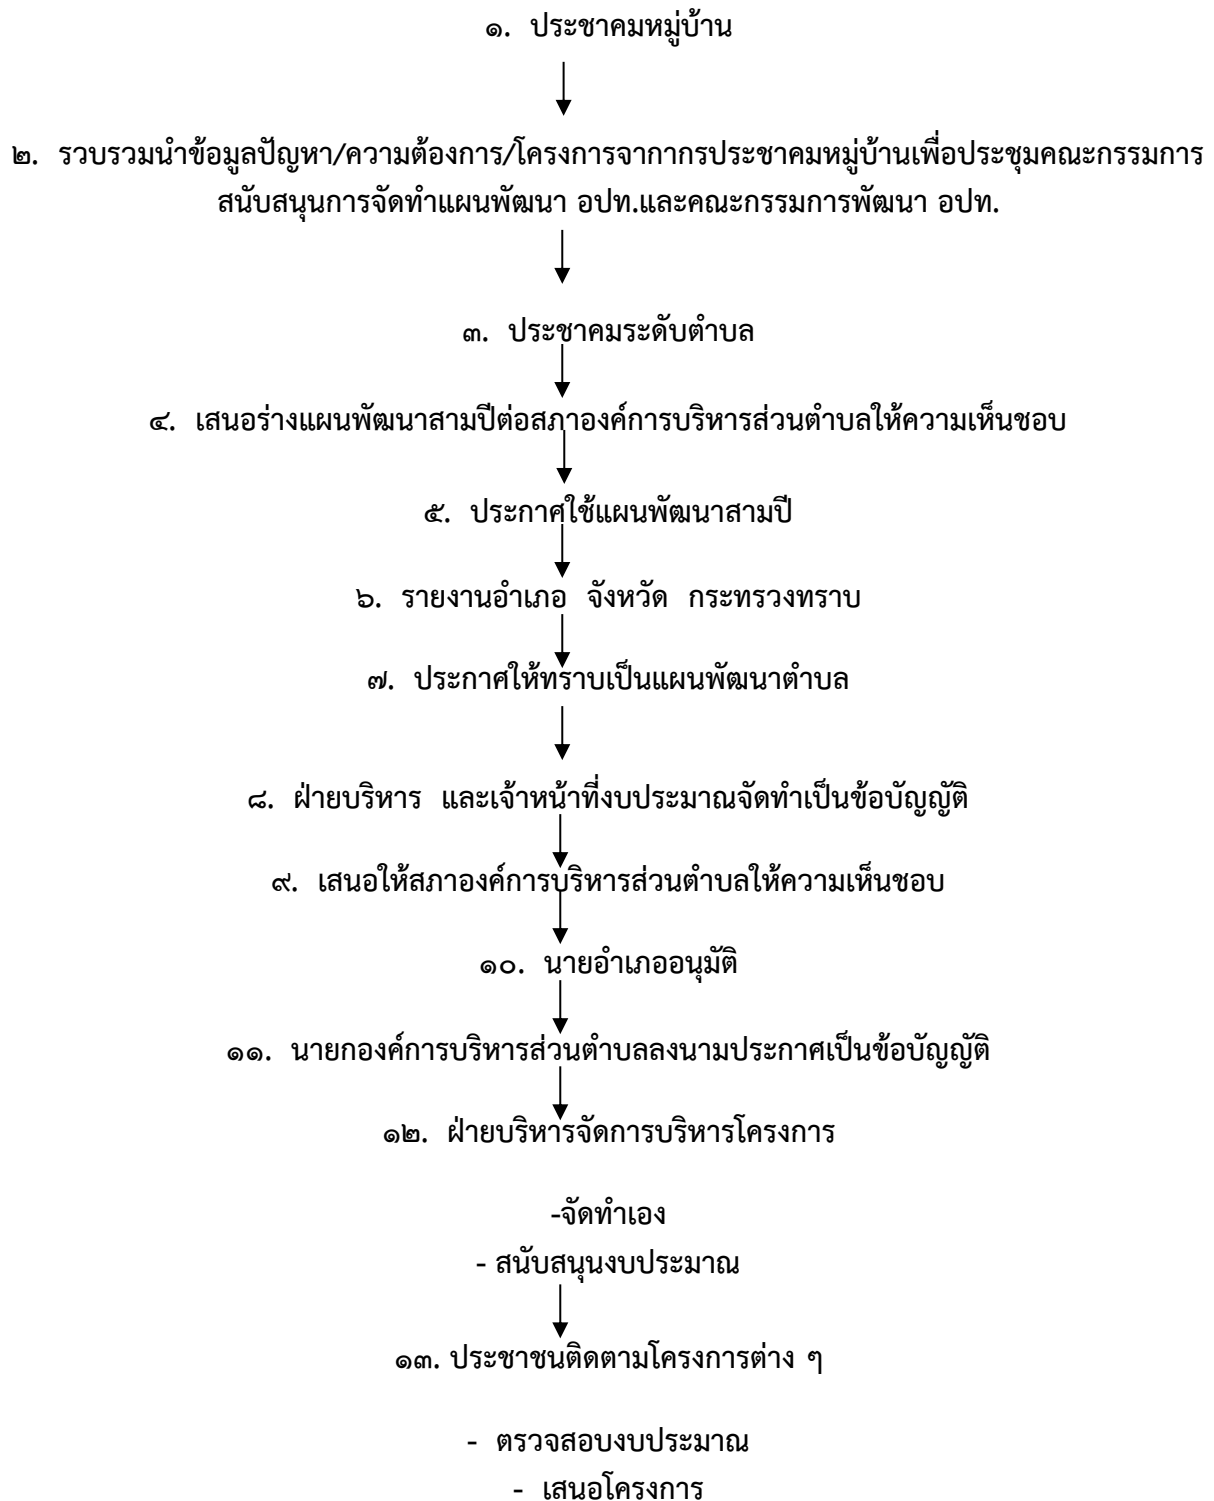 ๑. ประชาคมหมู่บ้าน
๒. รวบรวมนำข้อมูลปัญหา/ความต้องการ/โครงการจากากรประชาคมหมู่บ้านเพื่อประชุมคณะกรรมการ
สนับสนุนการจัดทำแผนพัฒนา อปท.และคณะกรรมการพัฒนา อปท.
๓. ประชาคมระดับตำบล
๔. เสนอร่างแผนพัฒนาสามปีต่อสภาองค์การบริหารส่วนตำบลให้ความเห็นชอบ
๕. ประกาศใช้แผนพัฒนาสามปี
๖. รายงานอำเภอ จังหวัด กระทรวงทราบ
๗. ประกาศให้ทราบเป็นแผนพัฒนาตำบล
๘. ฝ่ายบริหาร และเจ้าหน้าที่งบประมาณจัดทำเป็นข้อบัญญัติ
๙. เสนอให้สภาองค์การบริหารส่วนตำบลให้ความเห็นชอบ
๑๐. นายอำเภออนุมัติ
๑๑. นายกองค์การบริหารส่วนตำบลลงนามประกาศเป็นข้อบัญญัติ
๑๒. ฝ่ายบริหารจัดการบริหารโครงการ
-จัดทำเอง
- สนับสนุนงบประมาณ
๑๓. ประชาชนติดตามโครงการต่าง ๆ
- ตรวจสอบงบประมาณ
- เสนอโครงการ